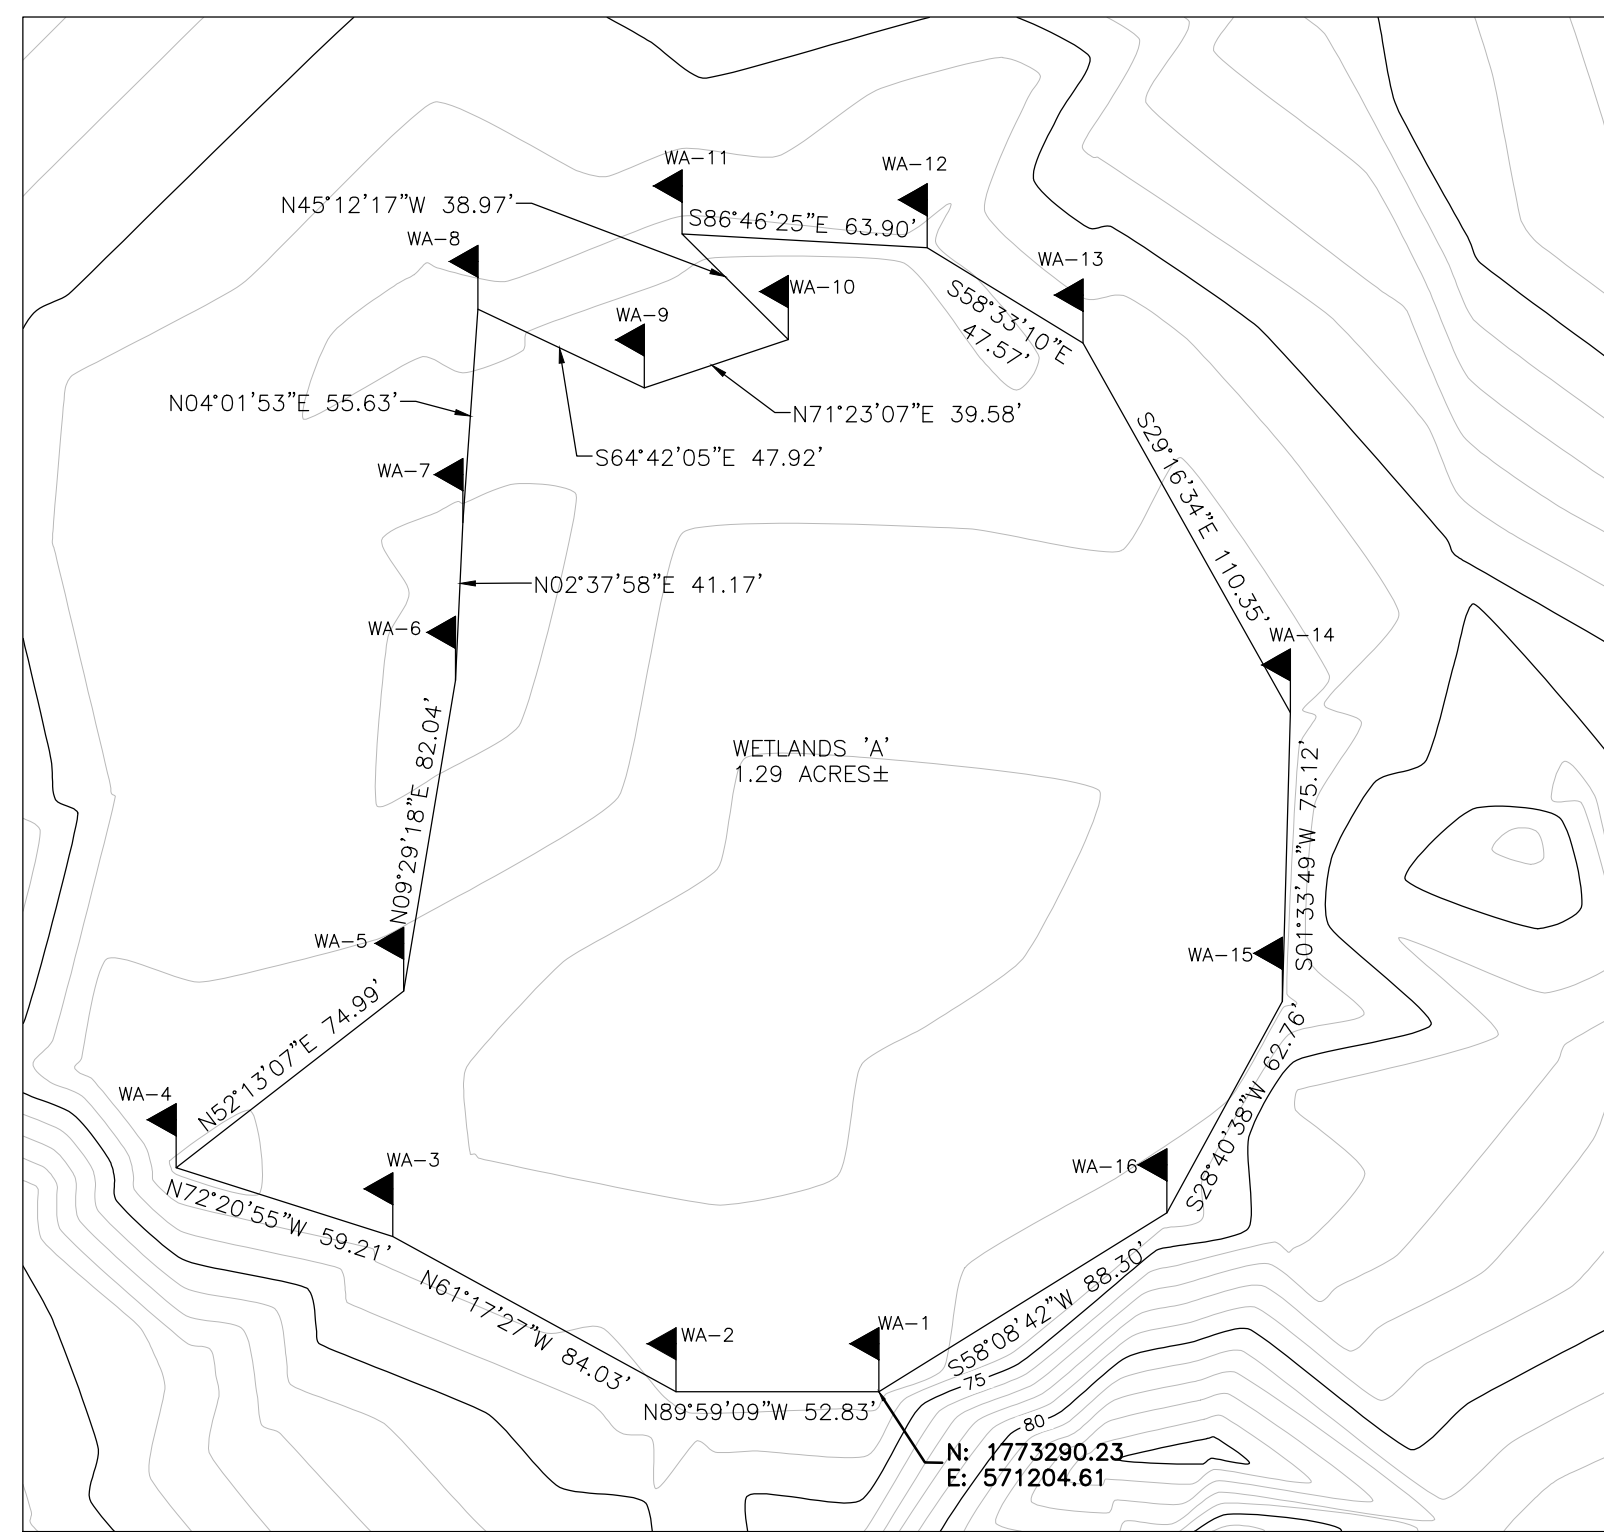 WA-11
WA-12
N45°12'17"W 38.97'
S86°46'25"E 63.90'
WA-8
WA-13
WA-10
S58°33'10"E
47.57'
WA-9
N04°01'53"E 55.63'
N71°23'07"E 39.58'
S64°42'05"E 47.92'
WA-7
S29°16'34"E 110.35'
N02°37'58"E 41.17'
WA-6
WA-14
WETLANDS 'A'
1.29 ACRES±
N09°29'18"E 82.04'
S01°33'49"W 75.12'
WA-5
WA-15
N52°13'07"E 74.99'
WA-4
S28°40'38"W 62.76'
WA-3
WA-16
N72°20'55"W 59.21'
N61°17'27"W 84.03'
S58°08'42"W 88.30'
WA-2
WA-1
75
N89°59'09"W 52.83'
80
N: 1773290.23
E: 571204.61